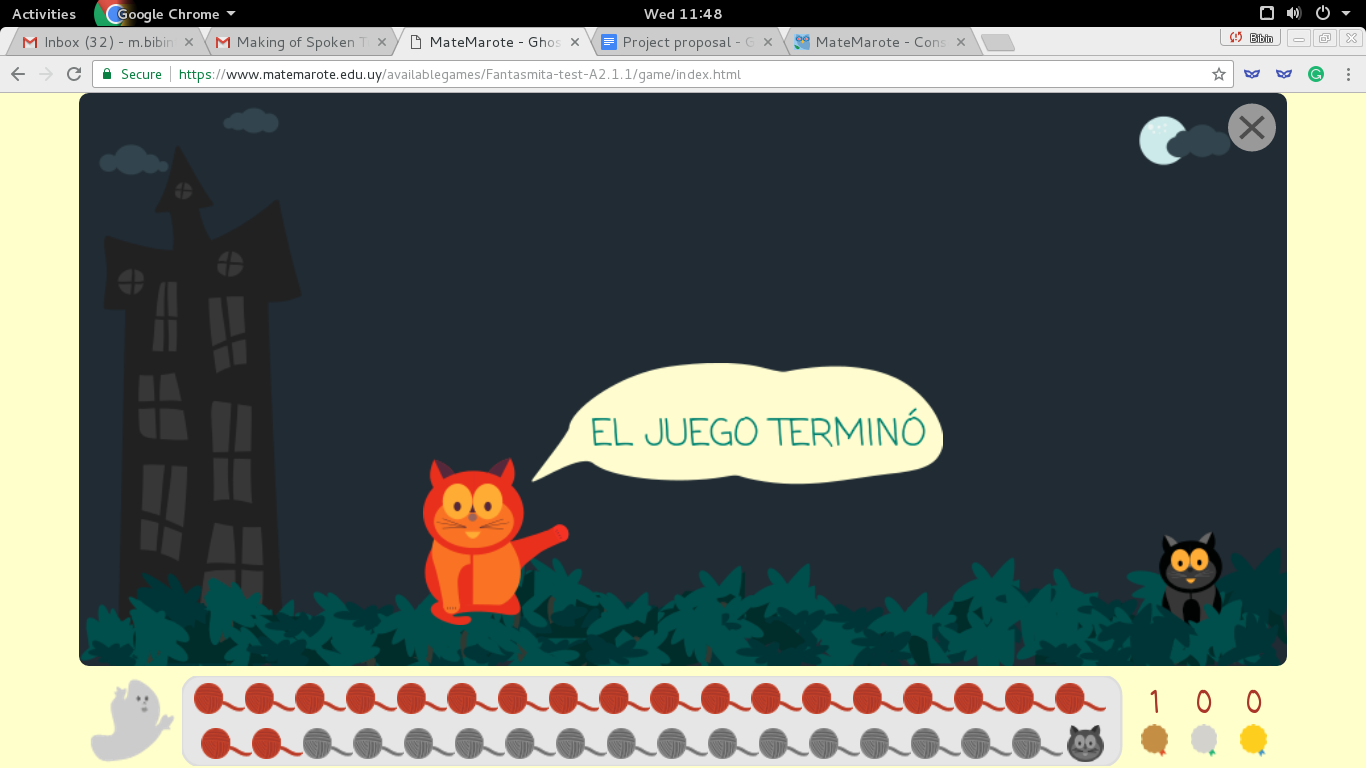 Activities
Google Chrome
Wed 11:48
Inbox (32) - m.bibin
Making of Spoken T
MateMarote - Ghos
Project proposal - G
MateMarote - Cons
Bibin
Secure
https://www.matemarote.edu.uy/availablegames/Fantasmita-test-A2.1.1/game/index.html
EL JUEGO TERMINÓ
1 0 0